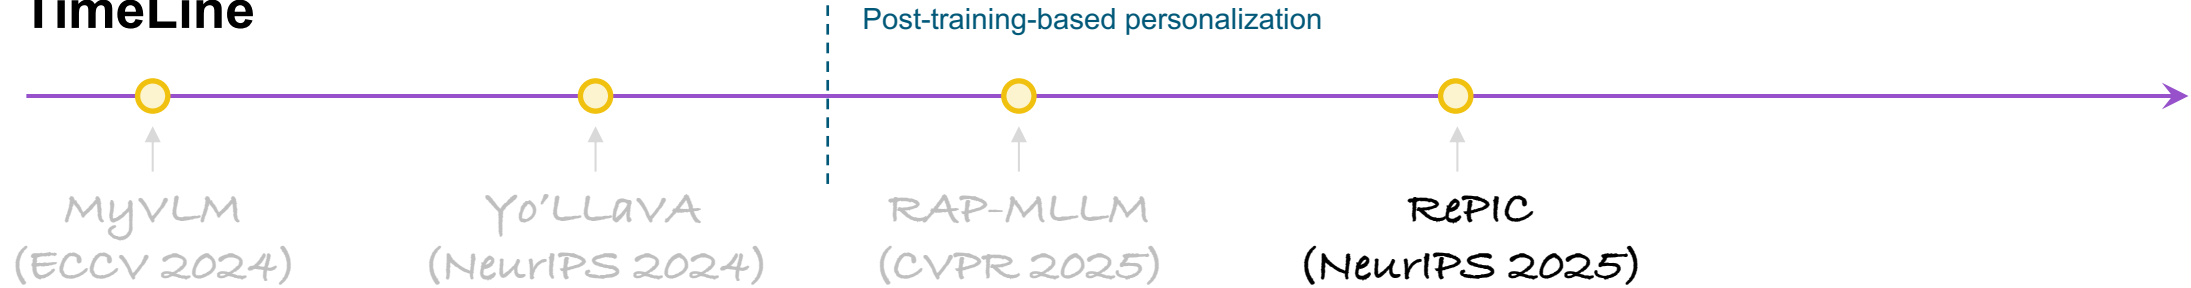 TimeLine
Post-training-based personalization
MyVLM
(ECCV 2024)
Yo'LLaVA
(NeurIPS 2024)
RAP-MLLM
(CVPR 2025)
RePIC
(NeurIPS 2025)